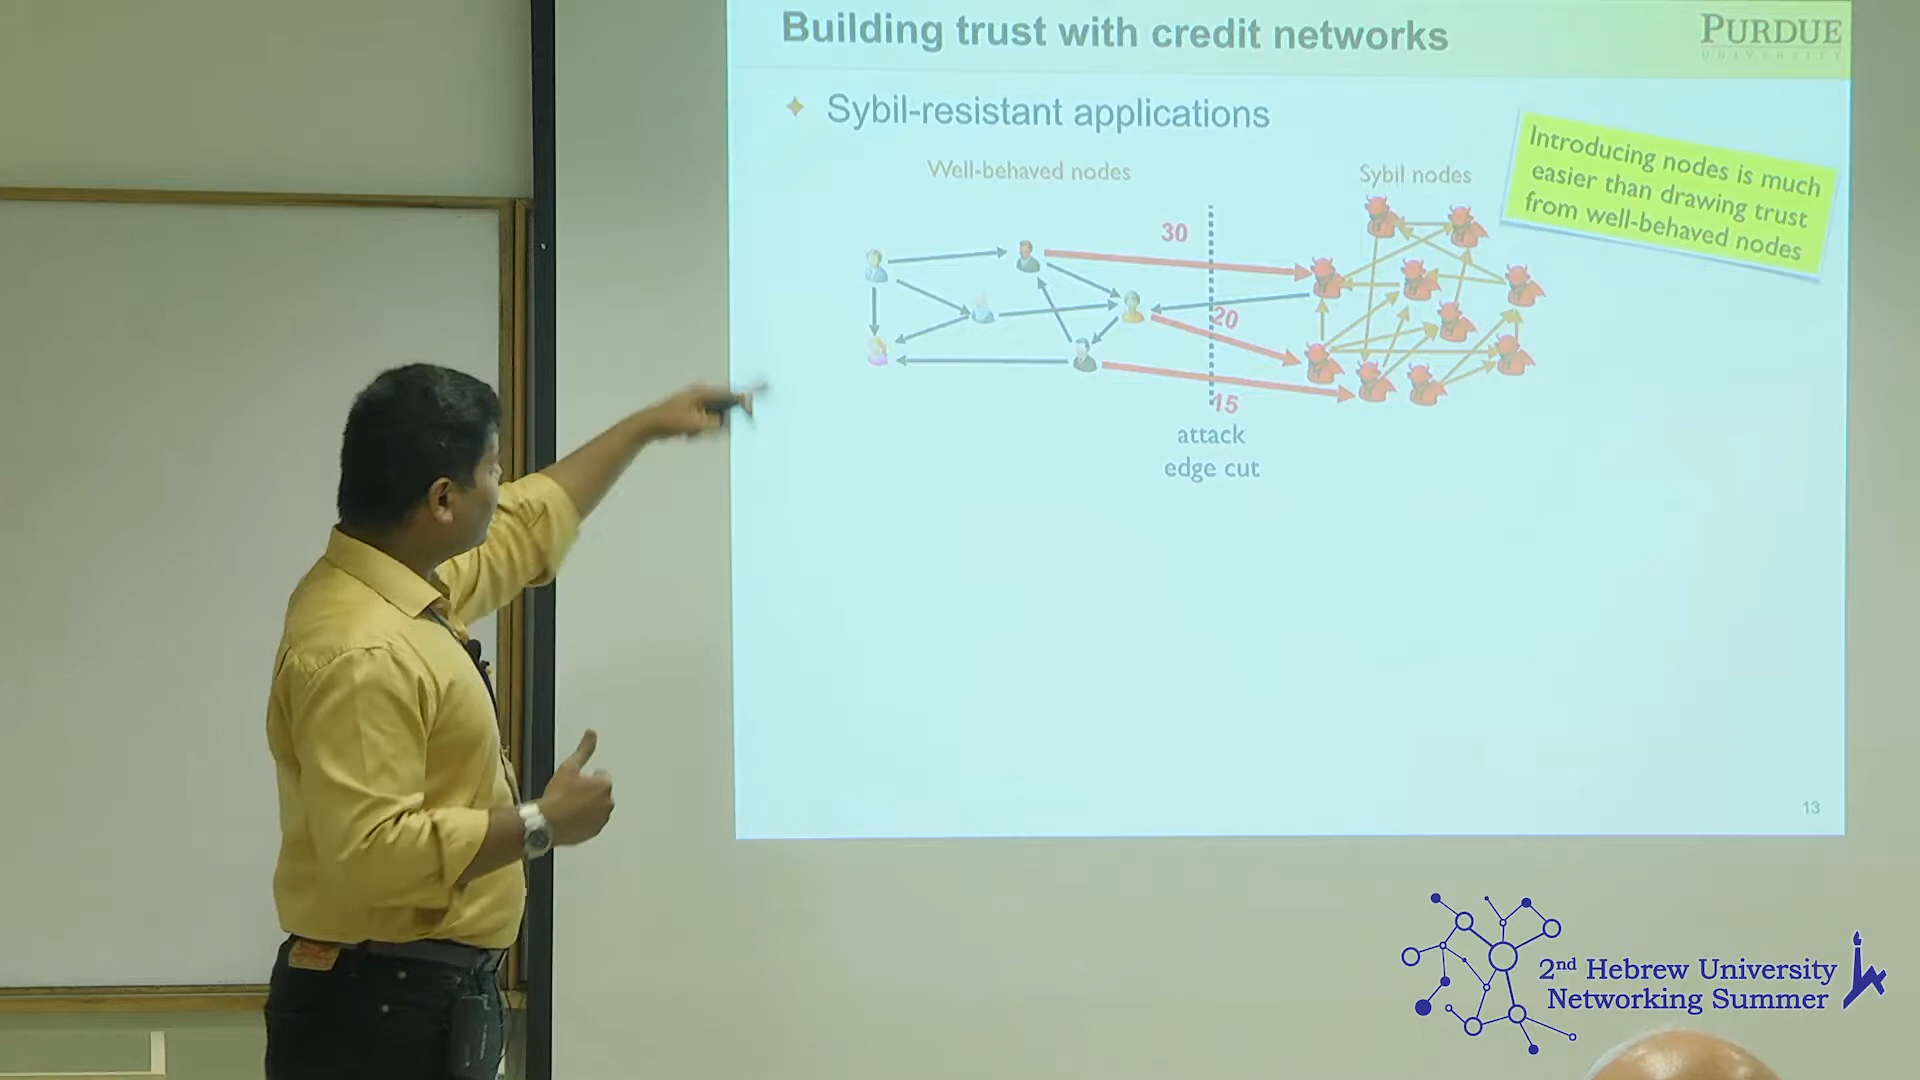 Building trust with credit networks
PURDUE
UNIVERSITY
Sybil-resistant applications
Well-behaved nodes
Sybil nodes
Introducing nodes is much
easier than drawing trust
from well-behaved nodes
30
20
15
attack
edge cut
13
2nd Hebrew University
Networking Summer